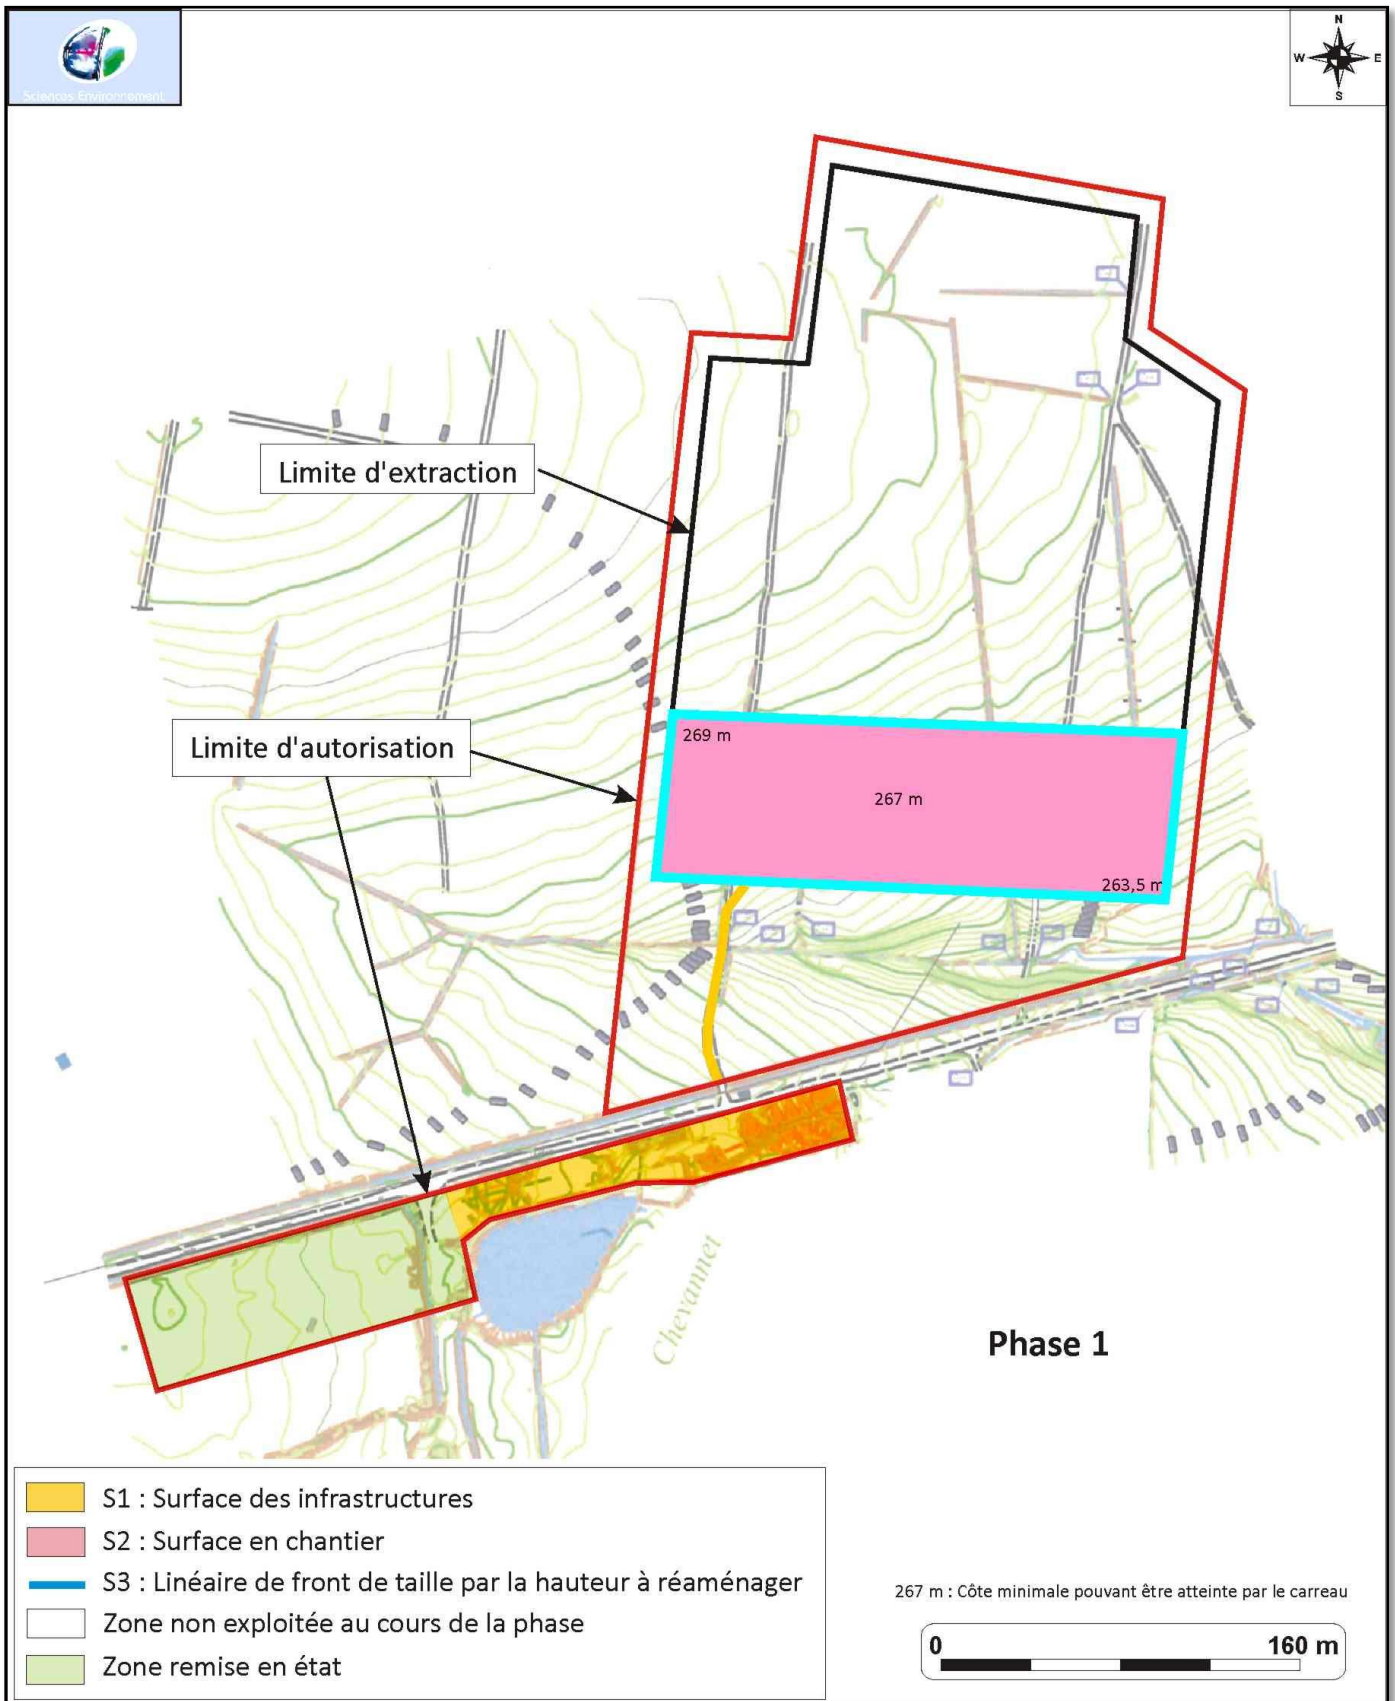 Sciences Environnement
N
W E
S
Limite d'extraction
Limite d'autorisation
269 m
267 m
263,5 m
Chevannet
Phase 1
S1 : Surface des infrastructures
S2 : Surface en chantier
S3 : Linéaire de front de taille par la hauteur à réaménager
Zone non exploitée au cours de la phase
Zone remise en état
267 m : Côte minimale pouvant être atteinte par le carreau
0 160 m